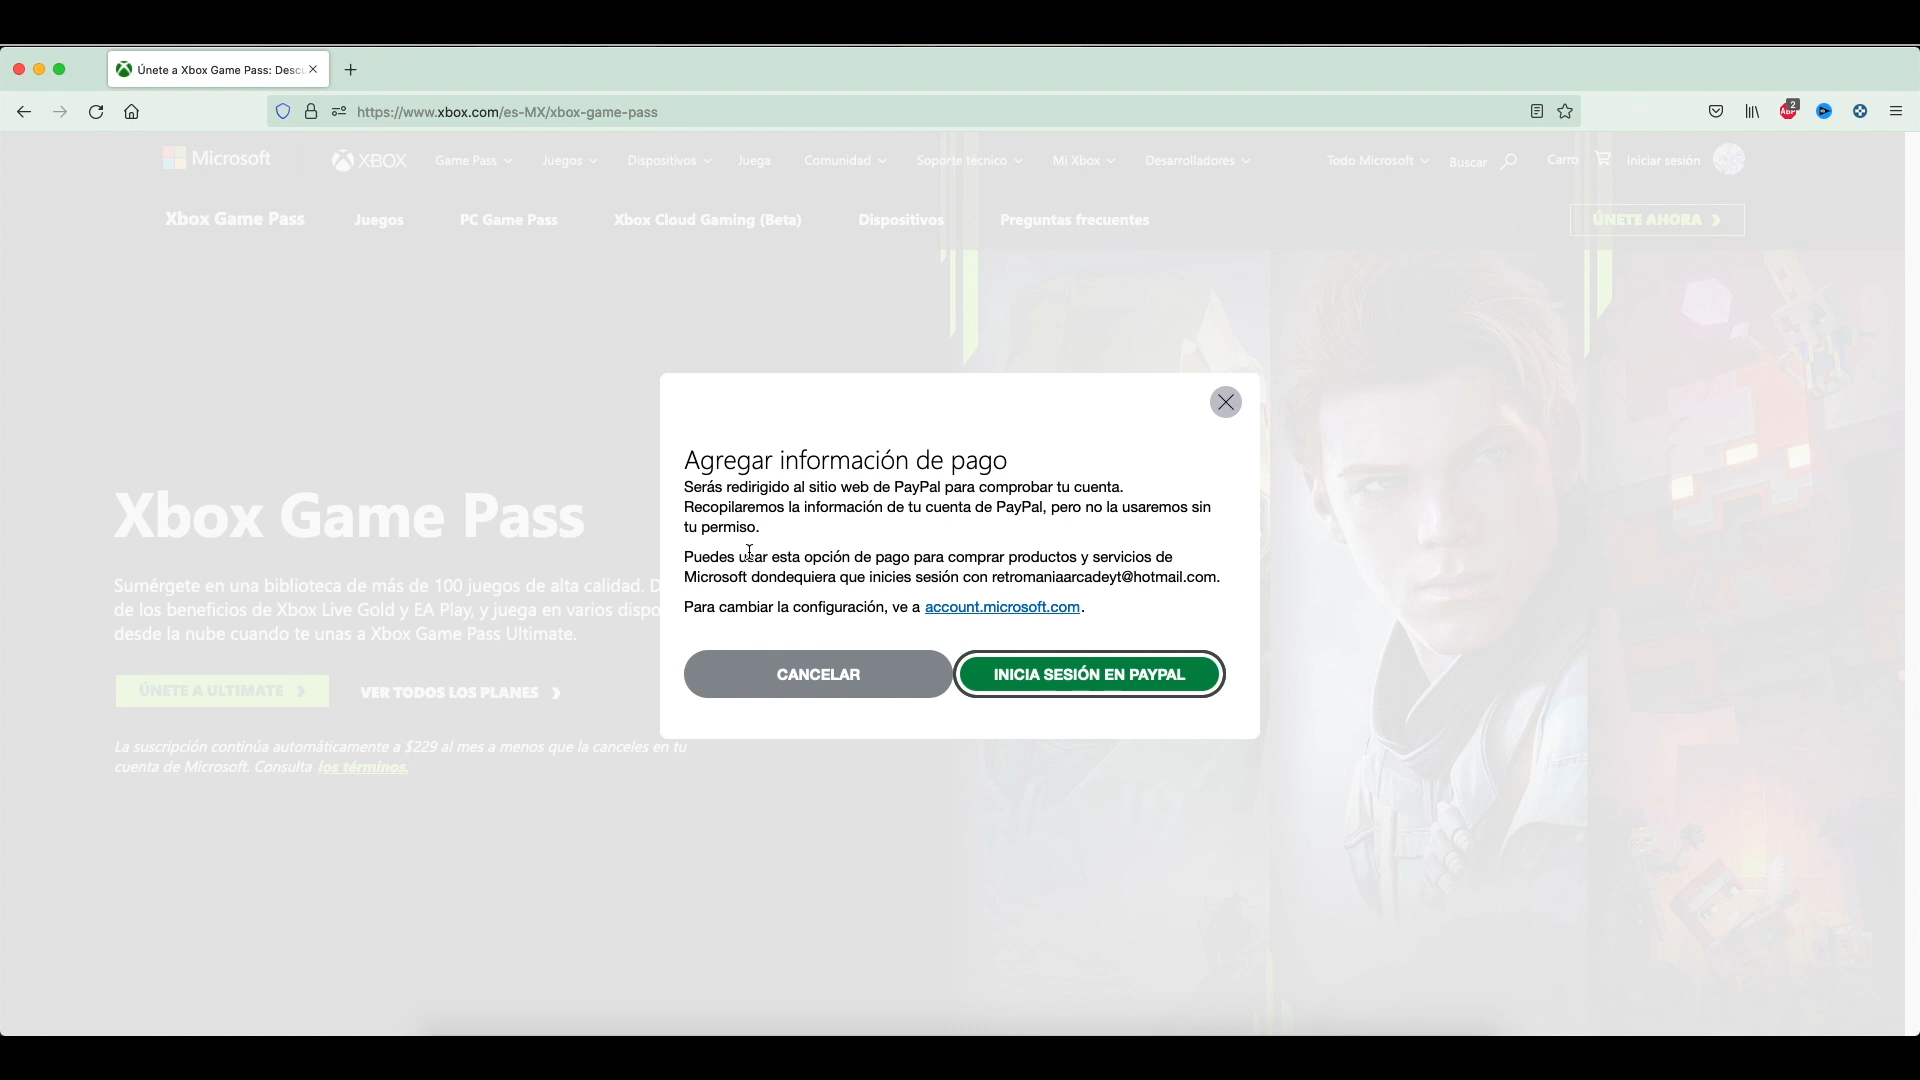 Únete a Xbox Game Pass: Descu
https://www.xbox.com/es-MX/xbox-game-pass
ABP 2
Microsoft XBOX Game Pass Juegos Dispositivos Juega Comunidad Soporte técnico Mi Xbox Desarrolladores Todo Microsoft Buscar Carro Iniciar sesión
Xbox Game Pass Juegos PC Game Pass Xbox Cloud Gaming (Beta) Dispositivos Preguntas frecuentes ÚNETE AHORA
Xbox Game Pass
Sumérgete en una biblioteca de más de 100 juegos de alta calidad. D
de los beneficios de Xbox Live Gold y EA Play, y juega en varios dispo
desde la nube cuando te unas a Xbox Game Pass Ultimate.
ÚNETE A ULTIMATE VER TODOS LOS PLANES
La suscripción continúa automáticamente a $229 al mes a menos que la canceles en tu
cuenta de Microsoft. Consulta los términos.
Agregar información de pago
Serás redirigido al sitio web de PayPal para comprobar tu cuenta.
Recopilaremos la información de tu cuenta de PayPal, pero no la usaremos sin
tu permiso.
Puedes usar esta opción de pago para comprar productos y servicios de
Microsoft dondequiera que inicies sesión con retromaniaarcadeyt@hotmail.com.
Para cambiar la configuración, ve a account.microsoft.com.
CANCELAR INICIA SESIÓN EN PAYPAL